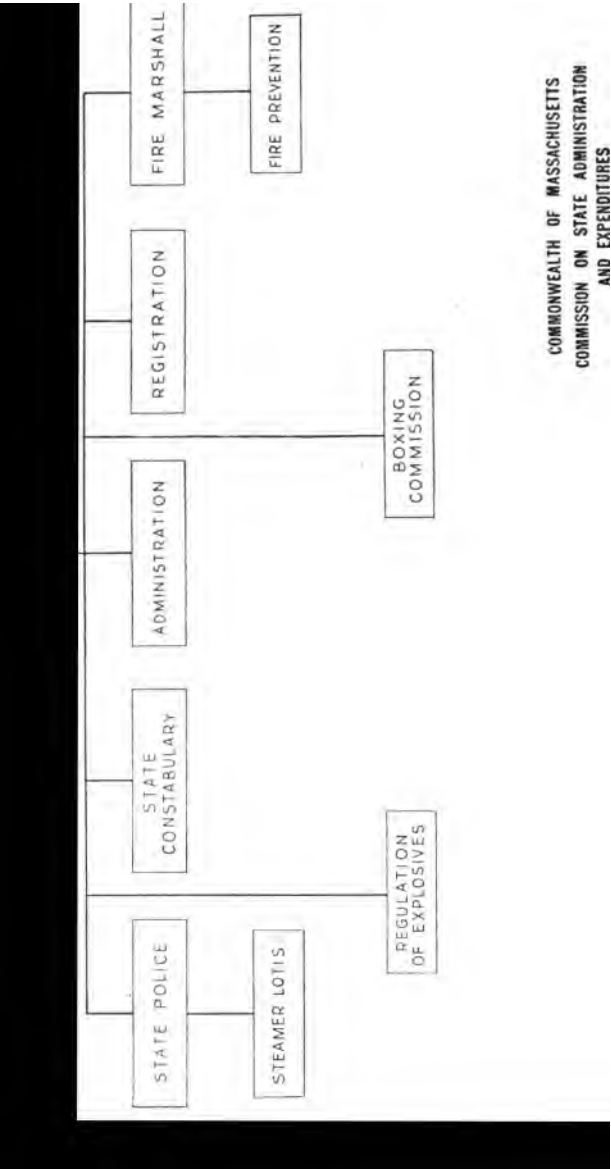 STATE POLICE
STATE
CONSTABULARY
ADMINISTRATION
REGISTRATION
FIRE MARSHALL
STEAMER LOTIS
FIRE PREVENTION
REGULATION
OF EXPLOSIVES
BOXING
COMMISSION
COMMONWEALTH OF MASSACHUSETTS
COMMISSION ON STATE ADMINISTRATION
AND EXPENDITURES